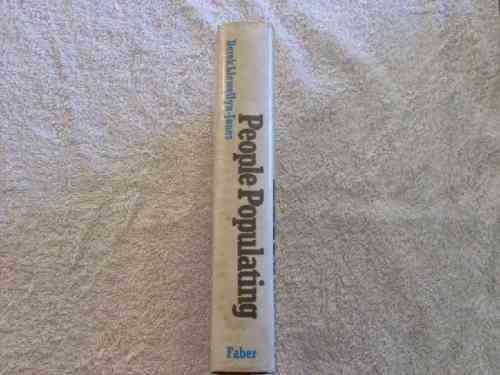 Derek Llewellyn-Jones
People Populating
Faber